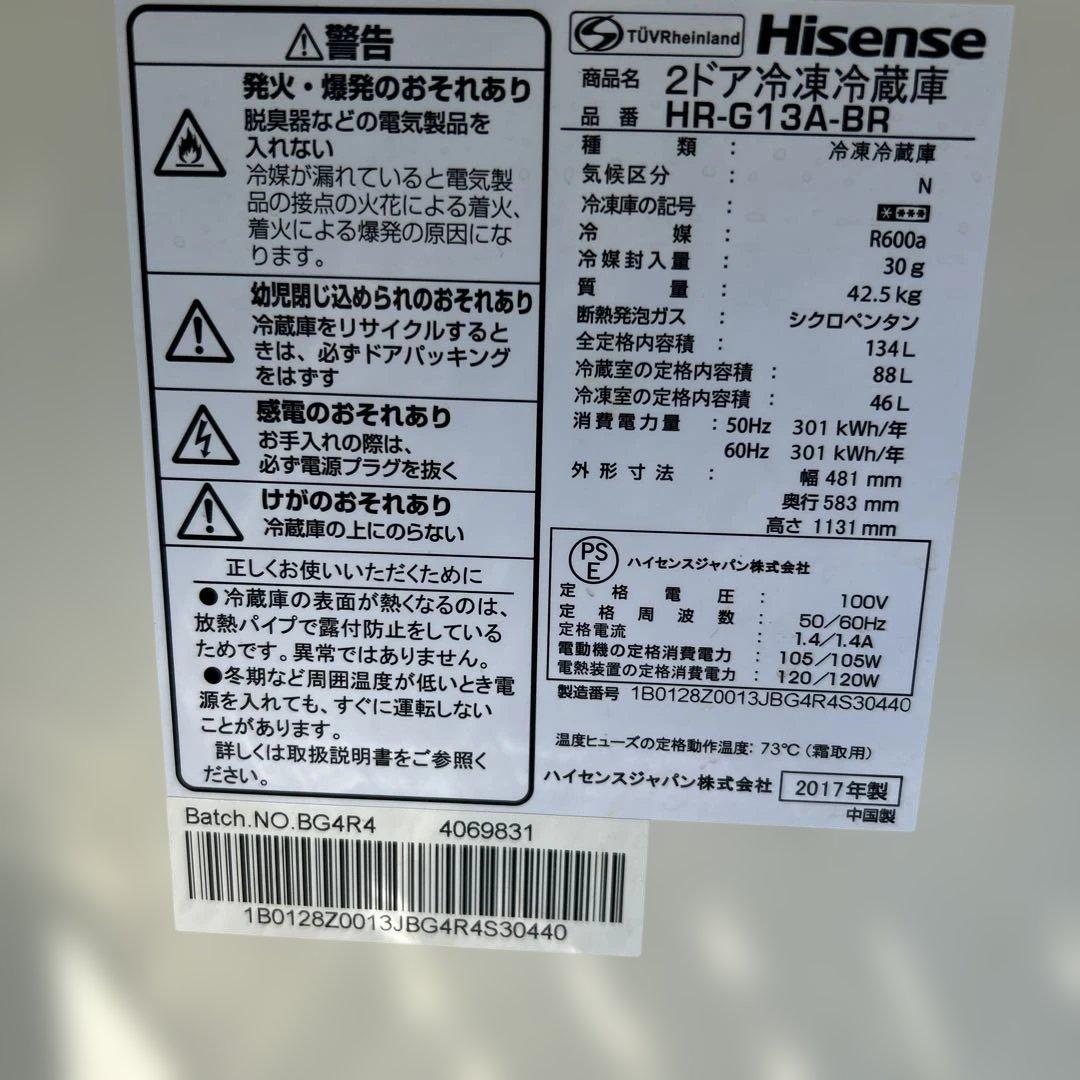 警告
発火・爆発のおそれあり
脱臭器などの電気製品を
入れない
冷媒が漏れていると電気製
品の接点の火花による着火、
着火による爆発の原因にな
ります。
幼児閉じ込められのおそれあり
冷蔵庫をリサイクルすると
きは、必ずドアパッキング
をはずす
感電のおそれあり
お手入れの際は、
必ず電源プラグを抜く
けがのおそれあり
冷蔵庫の上にのらない
正しくお使いいただくために
●冷蔵庫の表面が熱くなるのは、
放熱パイプで露付防止をしている
ためです。異常ではありません。
●冬期など周囲温度が低いとき電
源を入れても、すぐに運転しない
ことがあります。
詳しくは取扱説明書をご参照く
ださい。
TÜVRheinland Hisense
商品名 2ドア冷凍冷蔵庫
品番 HR-G13A-BR
種類 : 冷凍冷蔵庫
気候区分 : N
冷凍庫の記号 : * ***
冷媒 : R600a
冷媒封入量 : 30g
質量 : 42.5kg
断熱発泡ガス : シクロペンタン
全定格内容積 : 134L
冷蔵室の定格内容積 : 88L
冷凍室の定格内容積 : 46L
消費電力量 : 50Hz 301 kWh/年
60Hz 301 kWh/年
外形寸法 : 幅 481 mm
奥行 583 mm
高さ 1131 mm
PSE ハイセンスジャパン株式会社
定格電圧 : 100V
定格周波数 : 50/60Hz
定格電流 : 1.4/1.4A
電動機の定格消費電力 : 105/105W
電熱装置の定格消費電力 : 120/120W
製造番号 1B0128Z0013JBG4R4S30440
温度ヒューズの定格動作温度: 73℃（霜取用）
ハイセンスジャパン株式会社 2017年製
中国製
Batch.NO.BG4R4 4069831
1B0128Z0013JBG4R4S30440